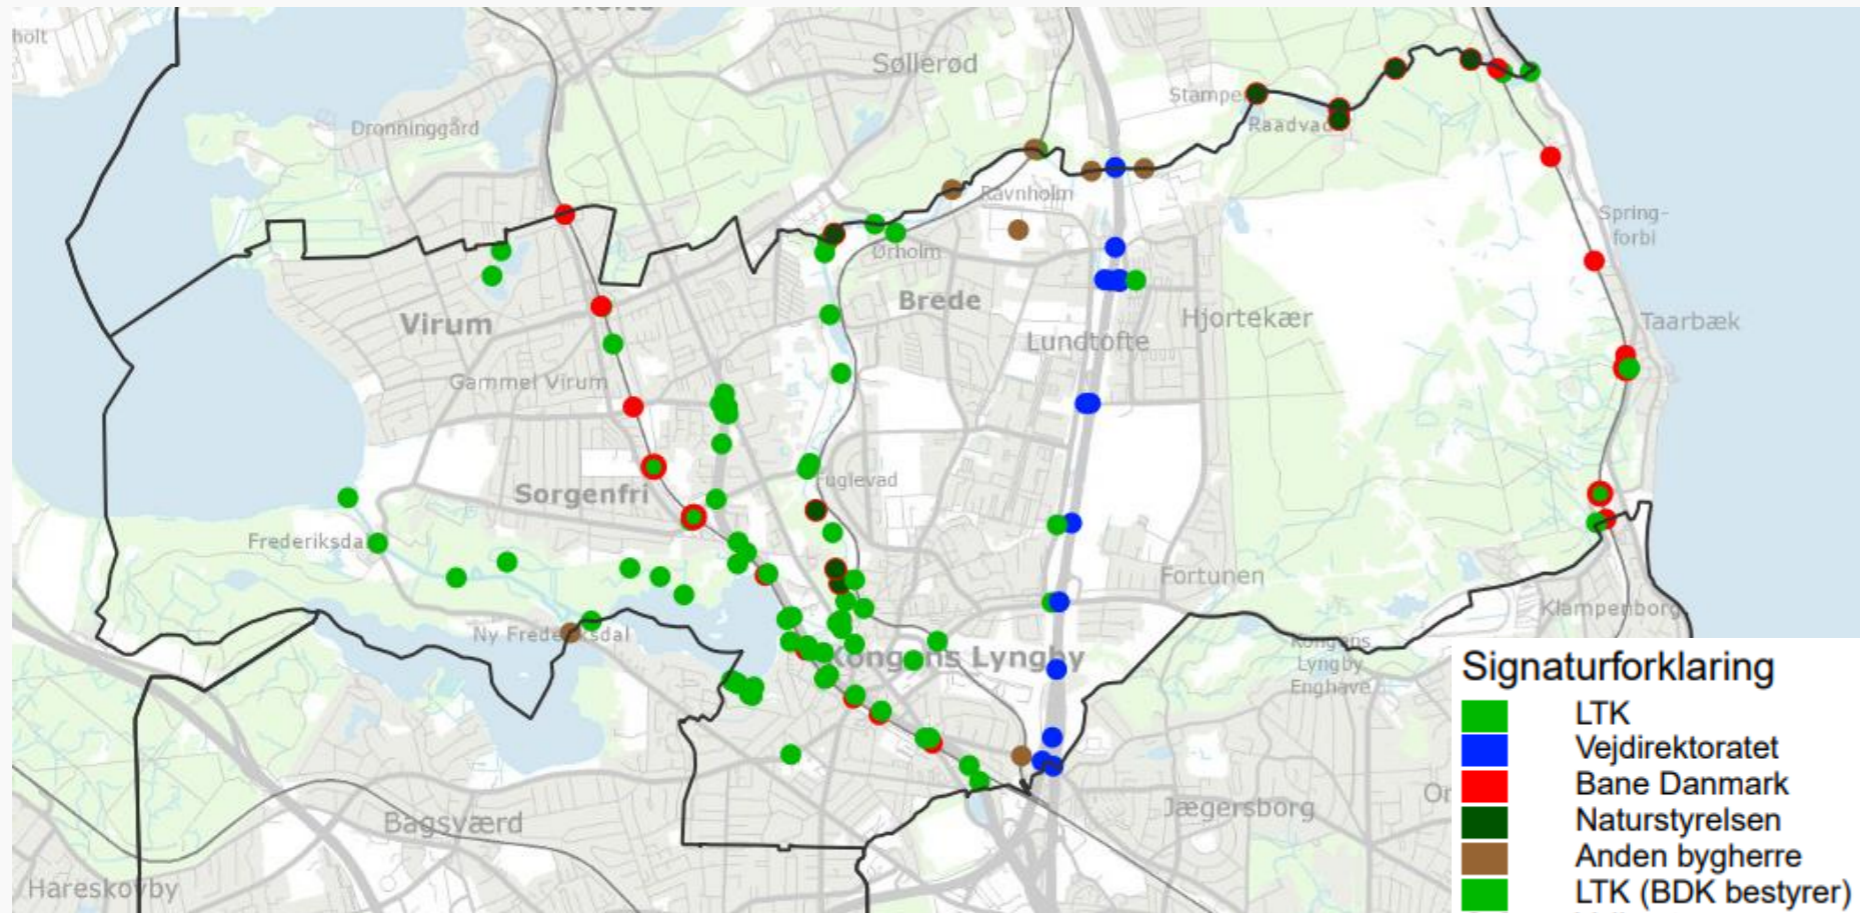 holt
Søllerød
Dronninggård
Stampe
Raadvad
Ravnholm
Spring-
forbi
Ørholm
Brede
Virum
Hjortekær
Taarbæk
Lundtofte
Gammel Virum
Fuglevad
Sorgenfri
Frederiksdal
Fortunen
Klampenborg
Ny Frederiksdal
Kongens Lyngby
Kongens
Lyngby
Enghave
Jægersborg
Or
Bagsværd
Hareskovby
Signaturforklaring
LTK
Vejdirektoratet
Bane Danmark
Naturstyrelsen
Anden bygherre
LTK (BDK bestyrer)